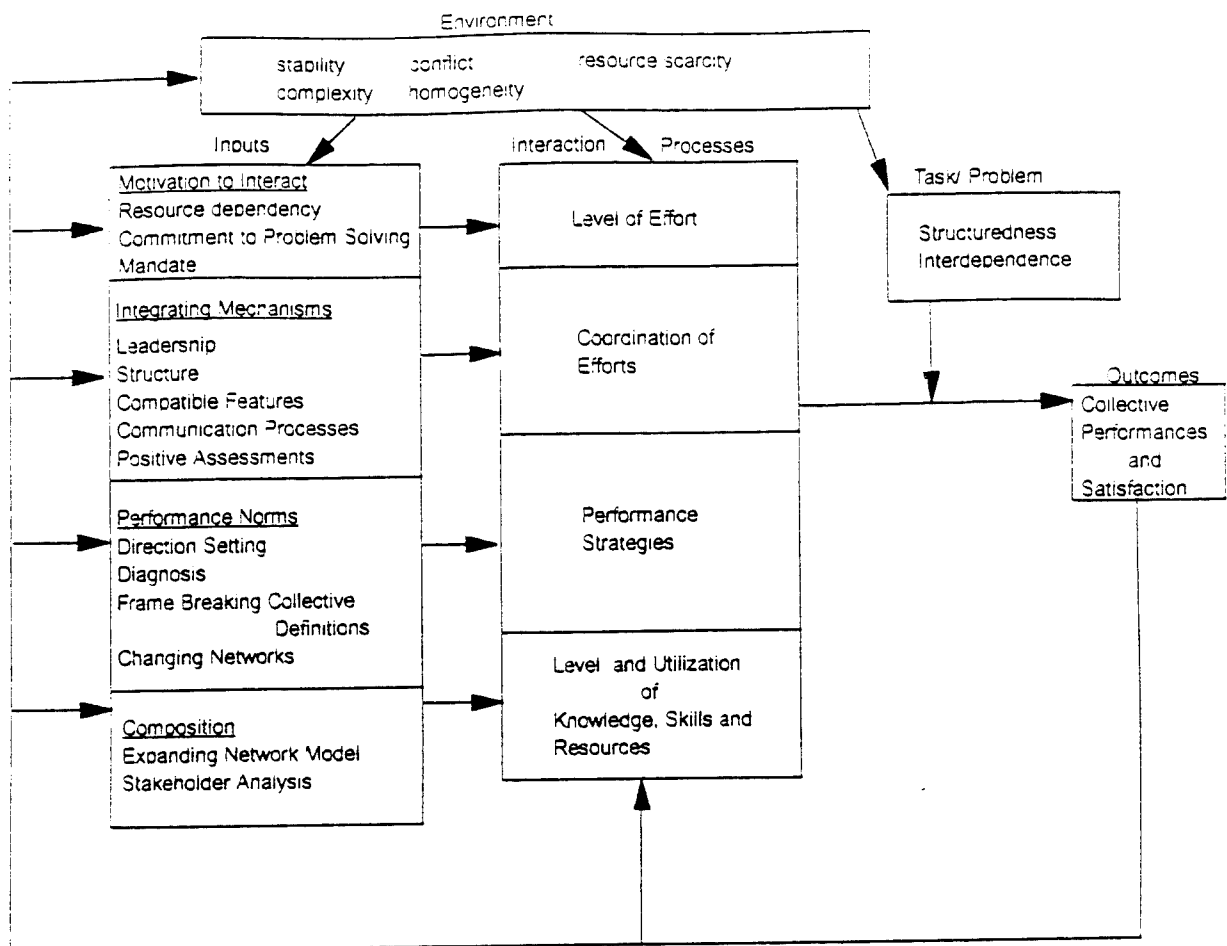 Environment
stability conflict resource scarcity
complexity homogeneity
Inputs
Motivation to Interact
Resource dependency
Commitment to Problem Solving
Mandate
Integrating Mechanisms
Leadership
Structure
Compatible Features
Communication Processes
Positive Assessments
Performance Norms
Direction Setting
Diagnosis
Frame Breaking Collective
Definitions
Changing Networks
Composition
Expanding Network Model
Stakeholder Analysis
Interaction Processes
Level of Effort
Coordination of
Efforts
Performance
Strategies
Level and Utilization
of
Knowledge, Skills and
Resources
Task/ Problem
Structuredness
Interdependence
Outcomes
Collective
Performances
and
Satisfaction